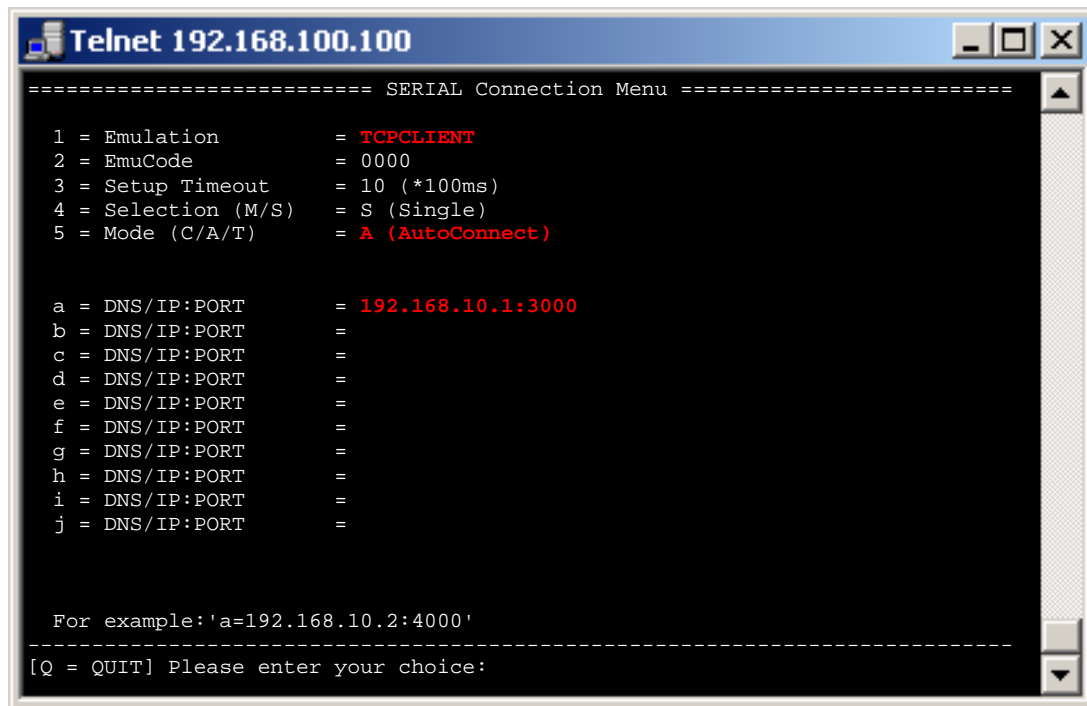 Telnet 192.168.100.100
=========================== SERIAL Connection Menu ==========================
1 = Emulation = TCPCLIENT
2 = EmuCode = 0000
3 = Setup Timeout = 10 (*100ms)
4 = Selection (M/S) = S (Single)
5 = Mode (C/A/T) = A (AutoConnect)
a = DNS/IP:PORT = 192.168.10.1:3000
b = DNS/IP:PORT =
c = DNS/IP:PORT =
d = DNS/IP:PORT =
e = DNS/IP:PORT =
f = DNS/IP:PORT =
g = DNS/IP:PORT =
h = DNS/IP:PORT =
i = DNS/IP:PORT =
j = DNS/IP:PORT =
For example:'a=192.168.10.2:4000'
-----------------------------------------------------------------------------
[Q = QUIT] Please enter your choice: